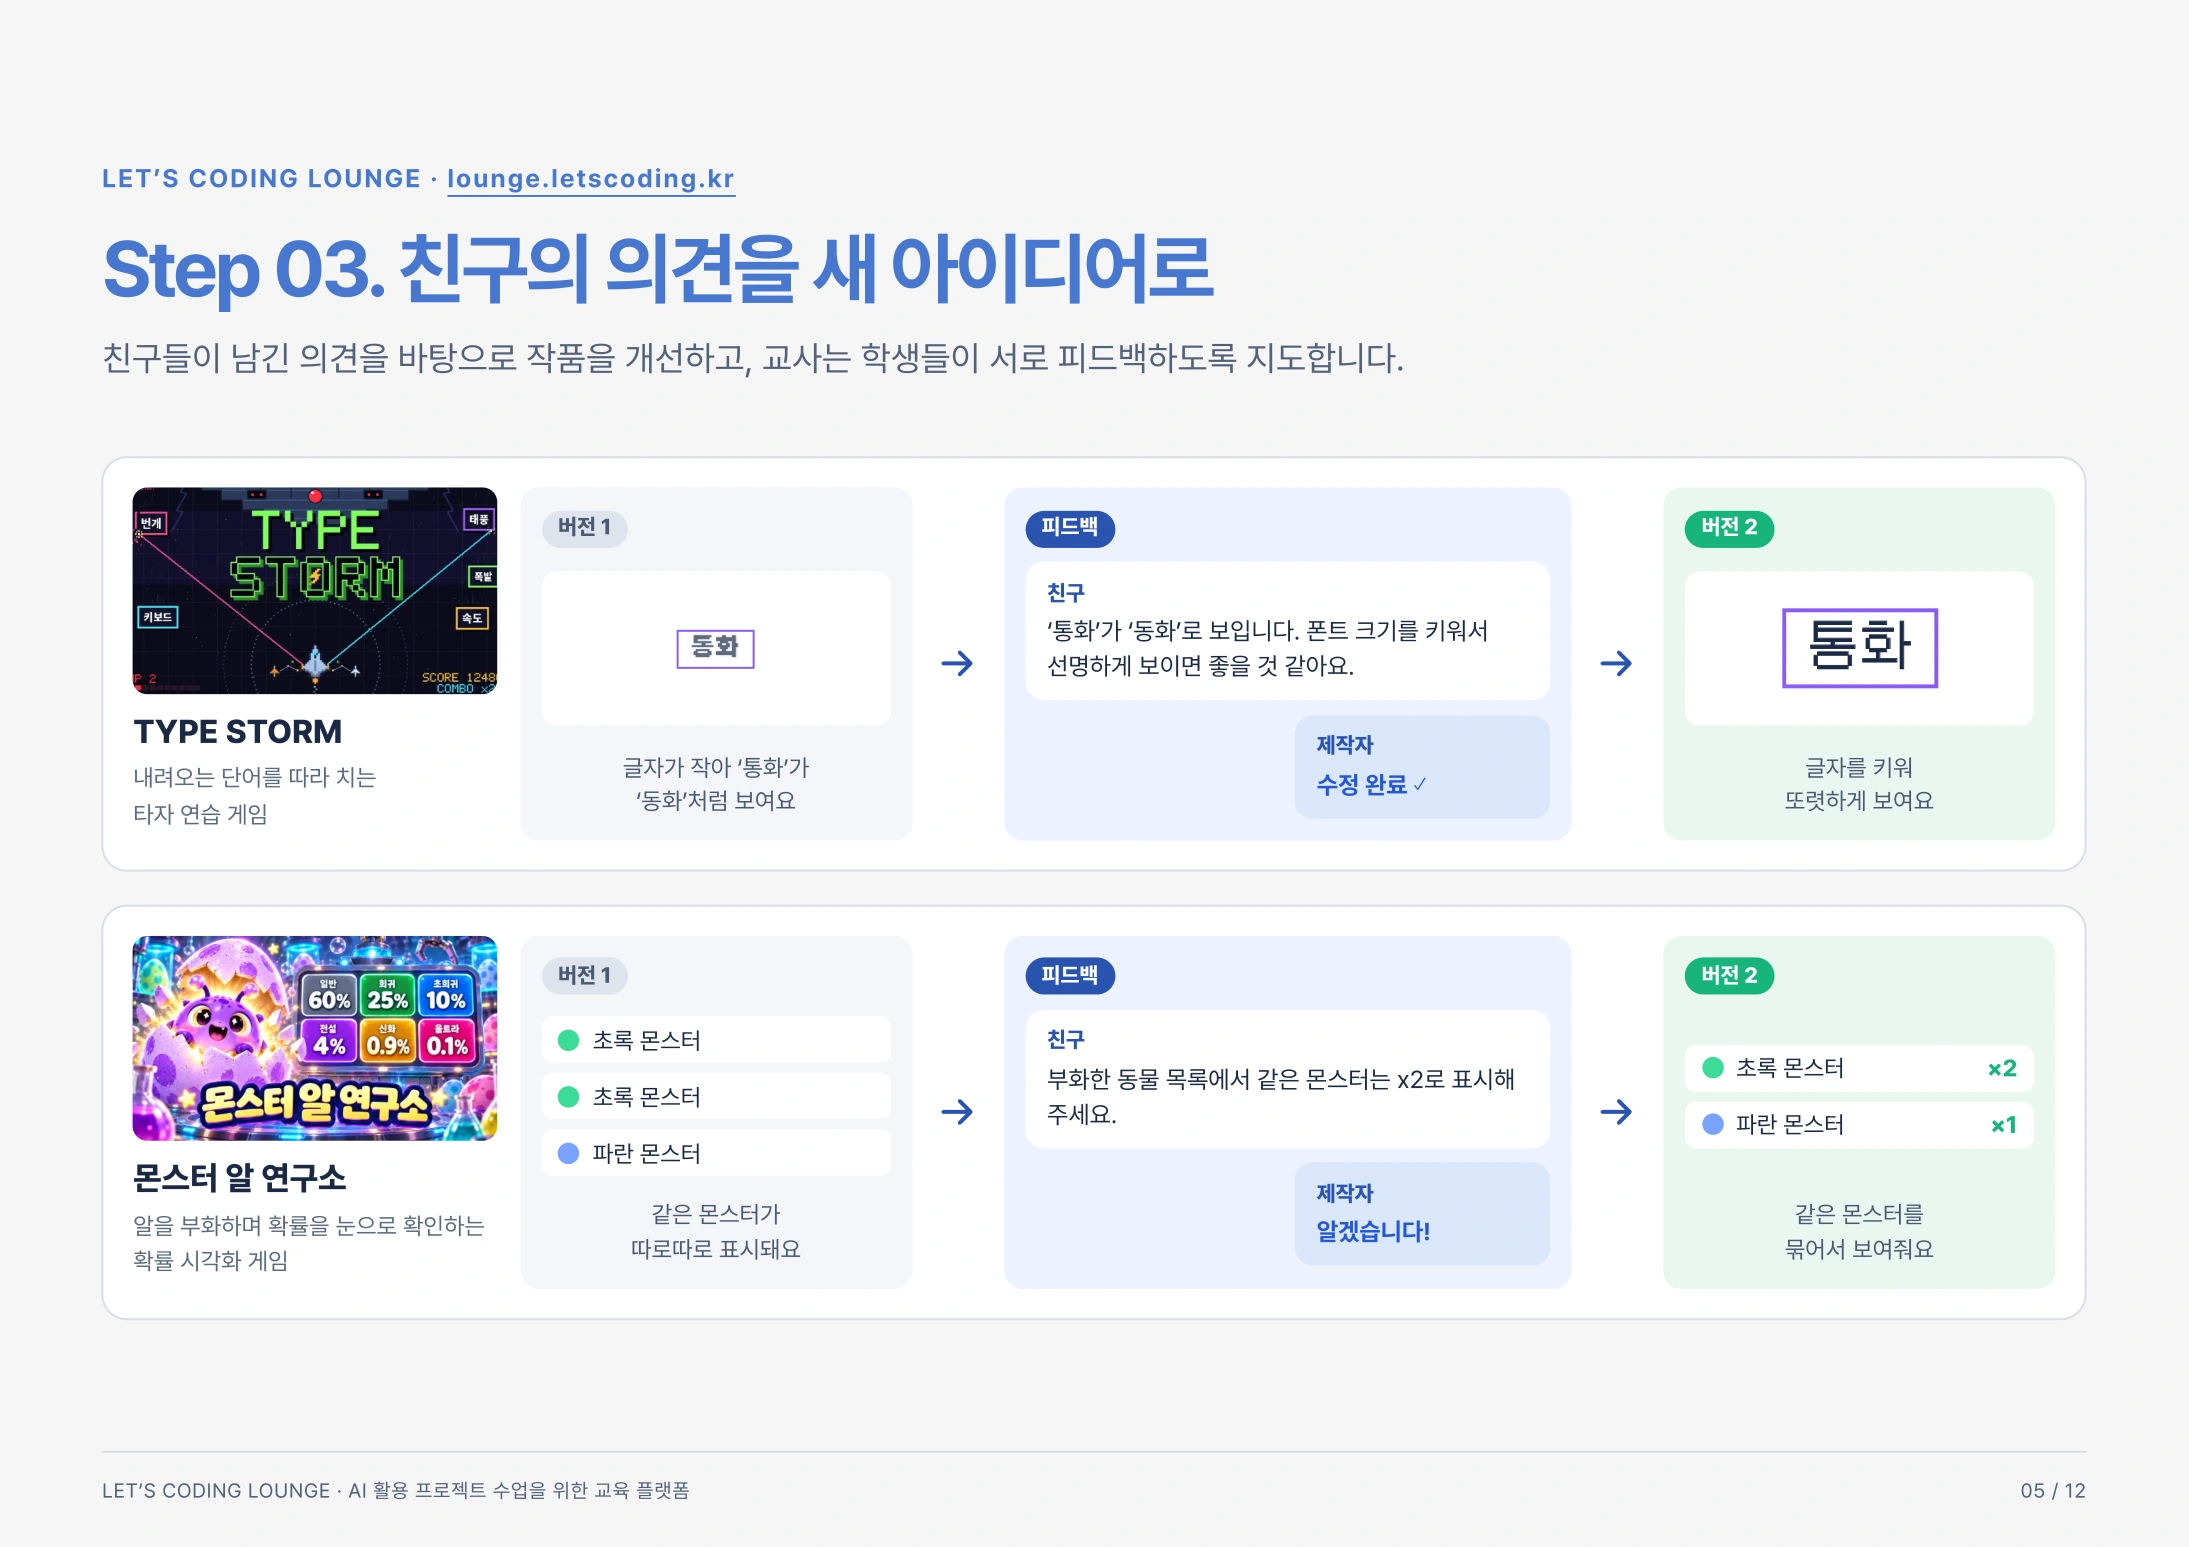 LET’S CODING LOUNGE · lounge.letscoding.kr
Step 03. 친구의 의견을 새 아이디어로
친구들이 남긴 의견을 바탕으로 작품을 개선하고, 교사는 학생들이 서로 피드백하도록 지도합니다.
번개
태풍
TYPE
STORM
폭발
키보드
속도
P 2
SCORE 1248
COMBO x2
TYPE STORM
내려오는 단어를 따라 치는
타자 연습 게임
버전 1
동화
글자가 작아 ‘통화’가
‘동화’처럼 보여요
피드백
친구
‘통화’가 ‘동화’로 보입니다. 폰트 크기를 키워서
선명하게 보이면 좋을 것 같아요.
제작자
수정 완료 ✓
버전 2
통화
글자를 키워
또렷하게 보여요
일반 희귀 초희귀
60% 25% 10%
전설 신화 울트라
4% 0.9% 0.1%
몬스터 알 연구소
몬스터 알 연구소
알을 부화하며 확률을 눈으로 확인하는
확률 시각화 게임
버전 1
초록 몬스터
초록 몬스터
파란 몬스터
같은 몬스터가
따로따로 표시돼요
피드백
친구
부화한 동물 목록에서 같은 몬스터는 x2로 표시해
주세요.
제작자
알겠습니다!
버전 2
초록 몬스터 ×2
파란 몬스터 ×1
같은 몬스터를
묶어서 보여줘요
LET’S CODING LOUNGE · AI 활용 프로젝트 수업을 위한 교육 플랫폼
05 / 12